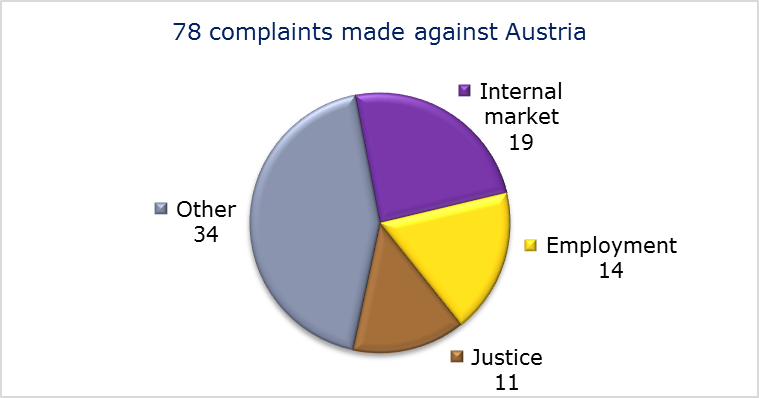 78 complaints made against Austria
Internal
market
19
Other
34
Employment
14
Justice
11